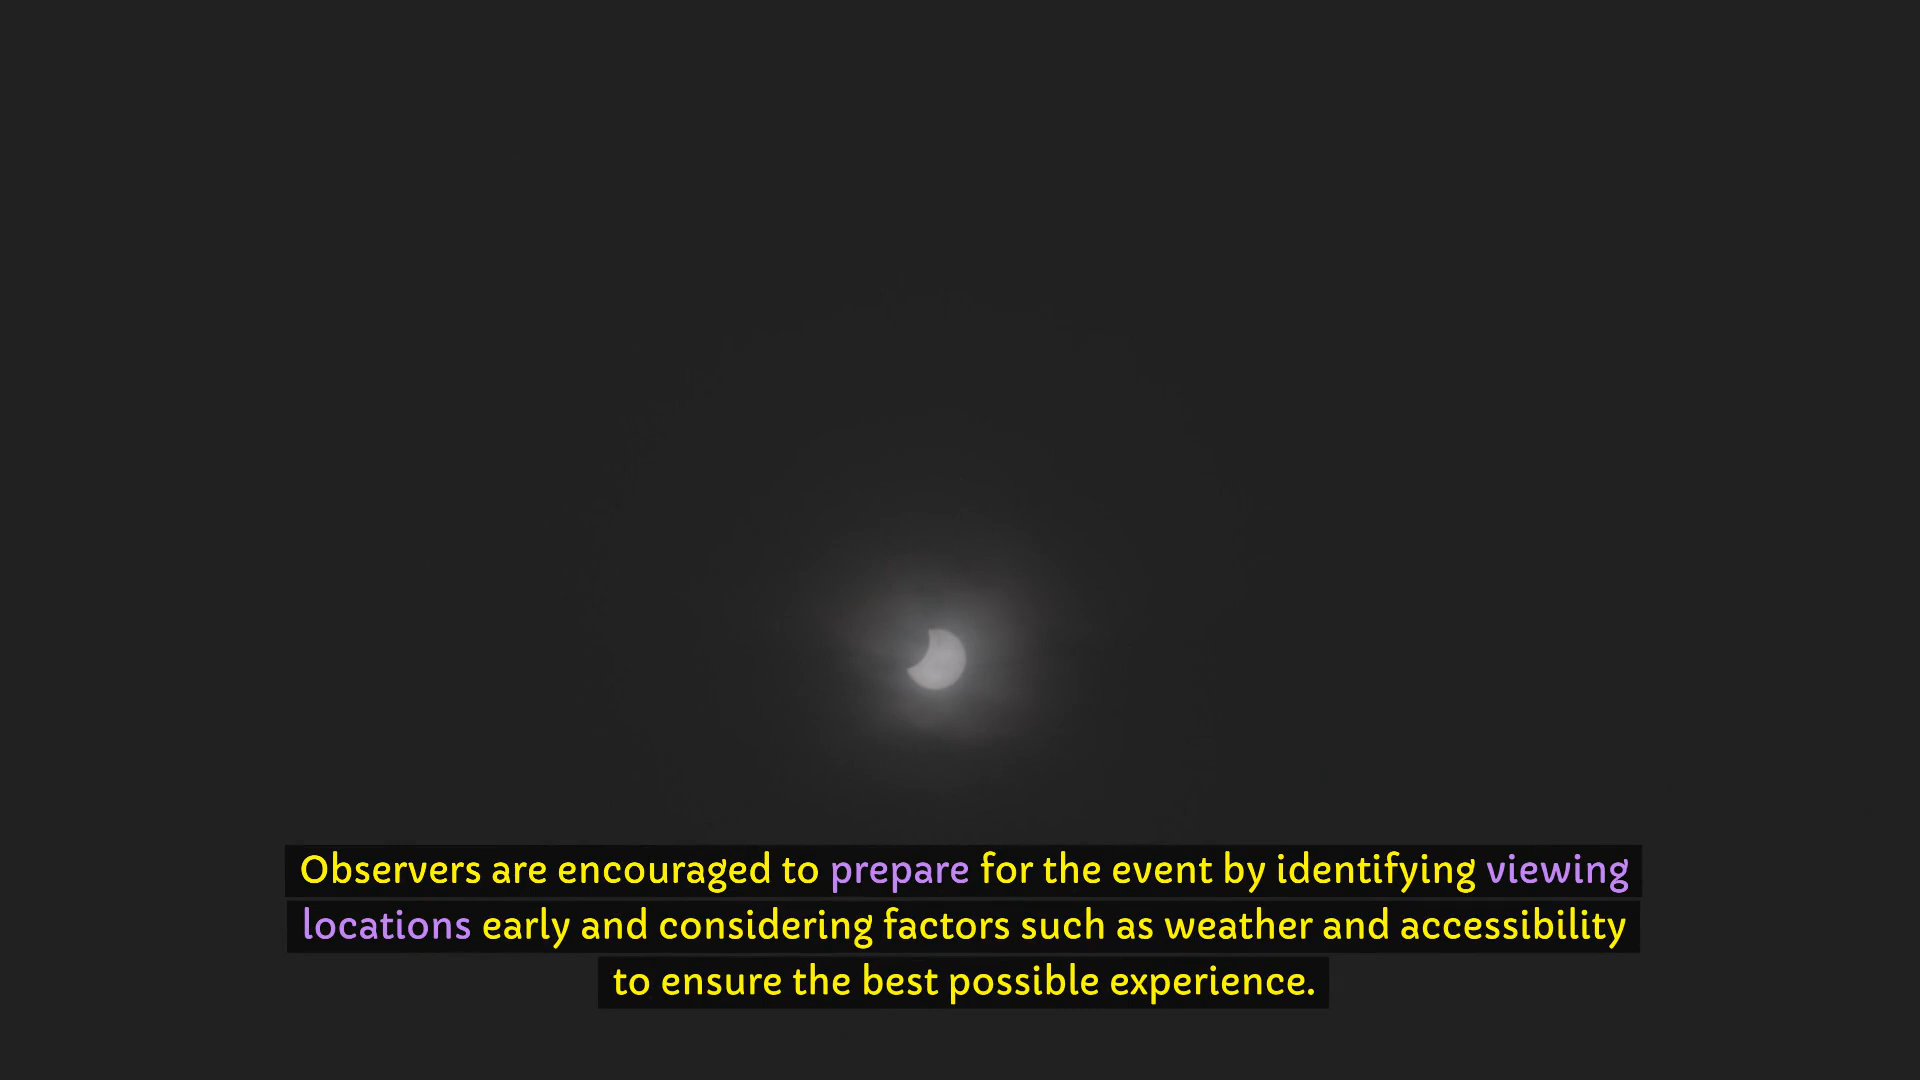 Observers are encouraged to prepare for the event by identifying viewing
locations early and considering factors such as weather and accessibility
to ensure the best possible experience.